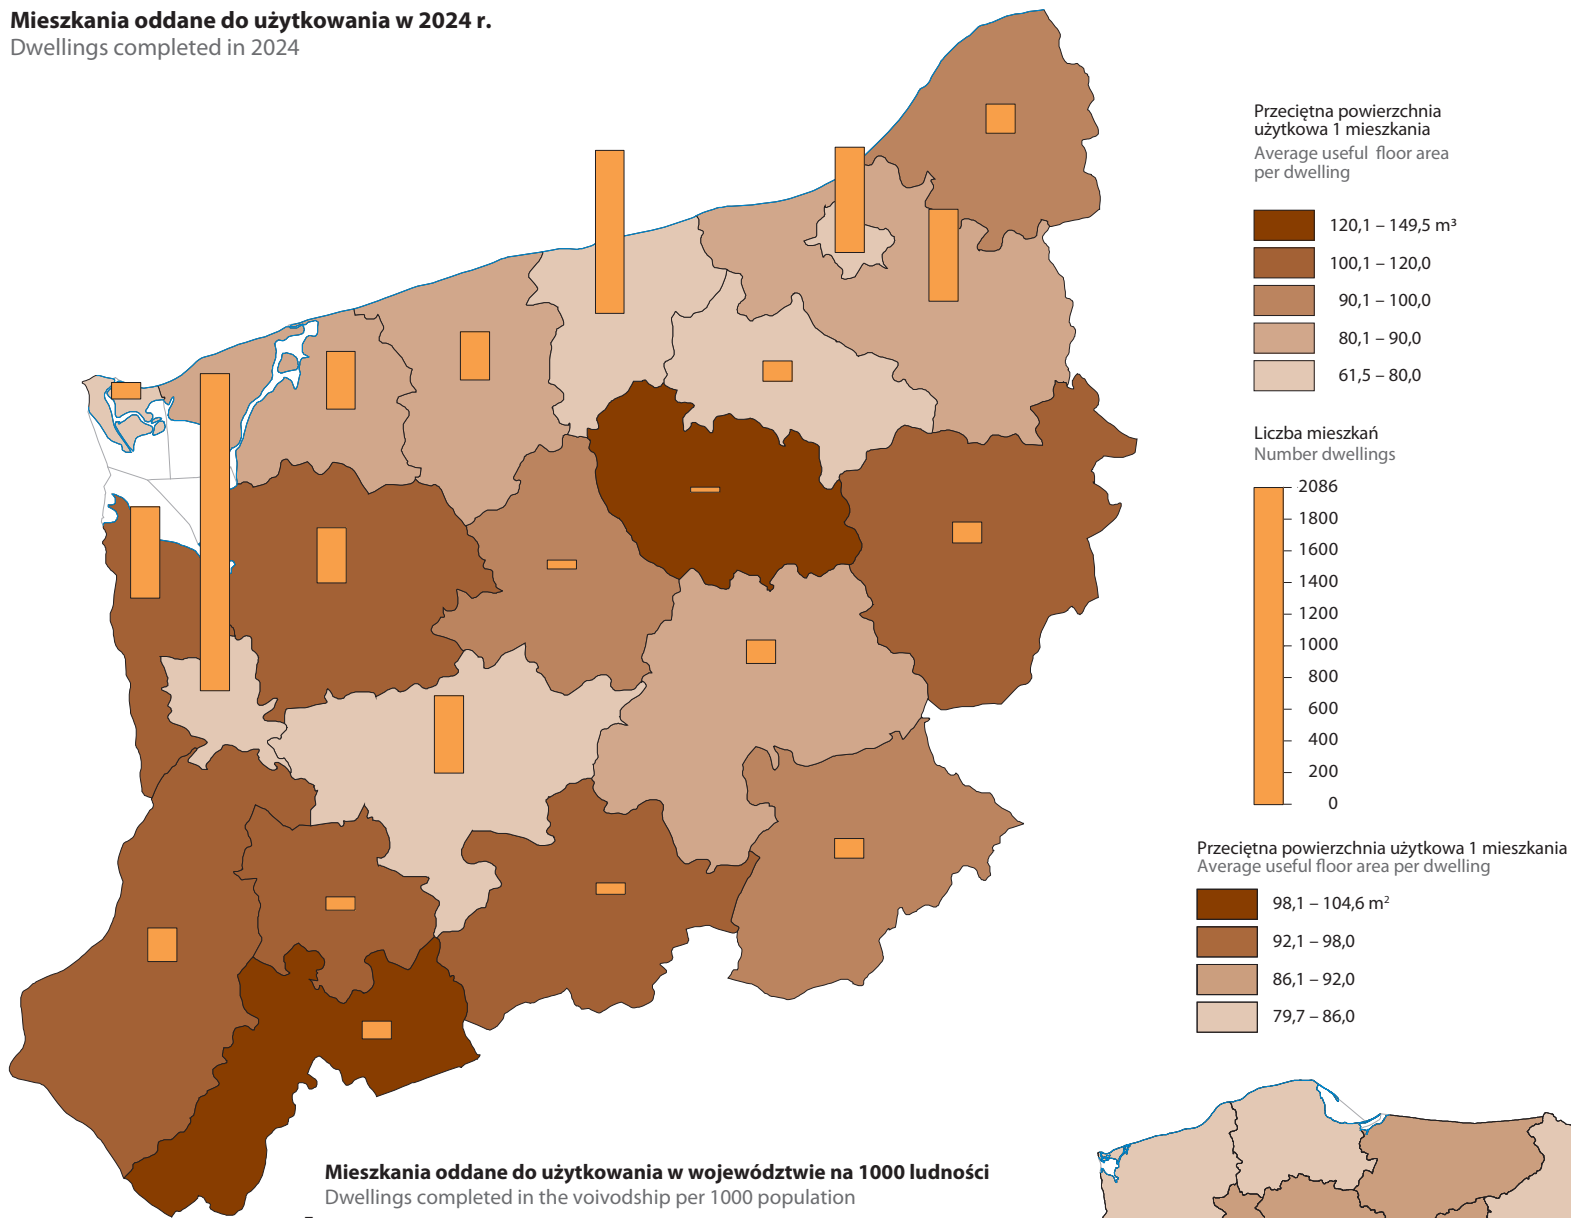 Mieszkania oddane do użytkowania w 2024 r.
Dwellings completed in 2024
Przeciętna powierzchnia
użytkowa 1 mieszkania
Average useful floor area
per dwelling
120,1 – 149,5 m³
100,1 – 120,0
90,1 – 100,0
80,1 – 90,0
61,5 – 80,0
Liczba mieszkań
Number dwellings
2086
1800
1600
1400
1200
1000
800
600
400
200
0
Przeciętna powierzchnia użytkowa 1 mieszkania
Average useful floor area per dwelling
98,1 – 104,6 m²
92,1 – 98,0
86,1 – 92,0
79,7 – 86,0
Mieszkania oddane do użytkowania w województwie na 1000 ludności
Dwellings completed in the voivodship per 1000 population